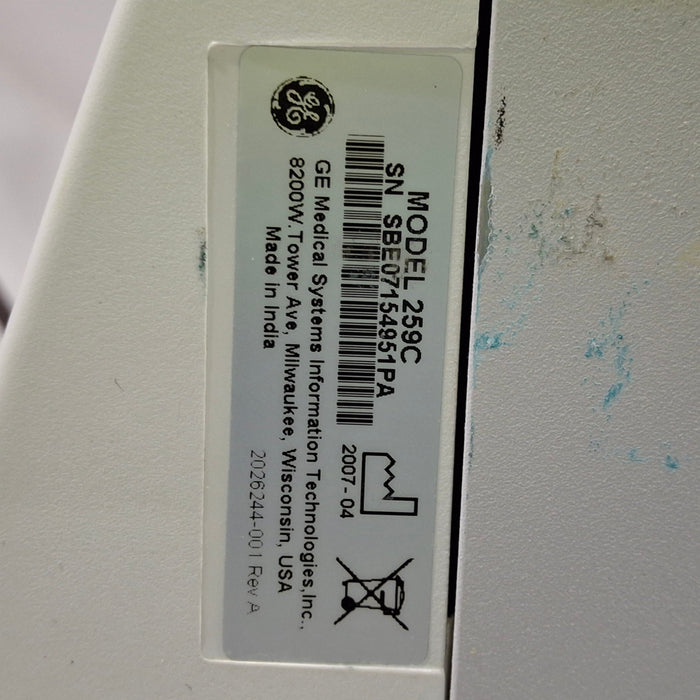 MODEL 259C
SN SBE07154951PA
2007-04
GE Medical Systems Information Technologies,Inc.,
8200W.Tower Ave, Milwaukee, Wisconsin, USA
Made in India
2026244-001 Rev A
GE